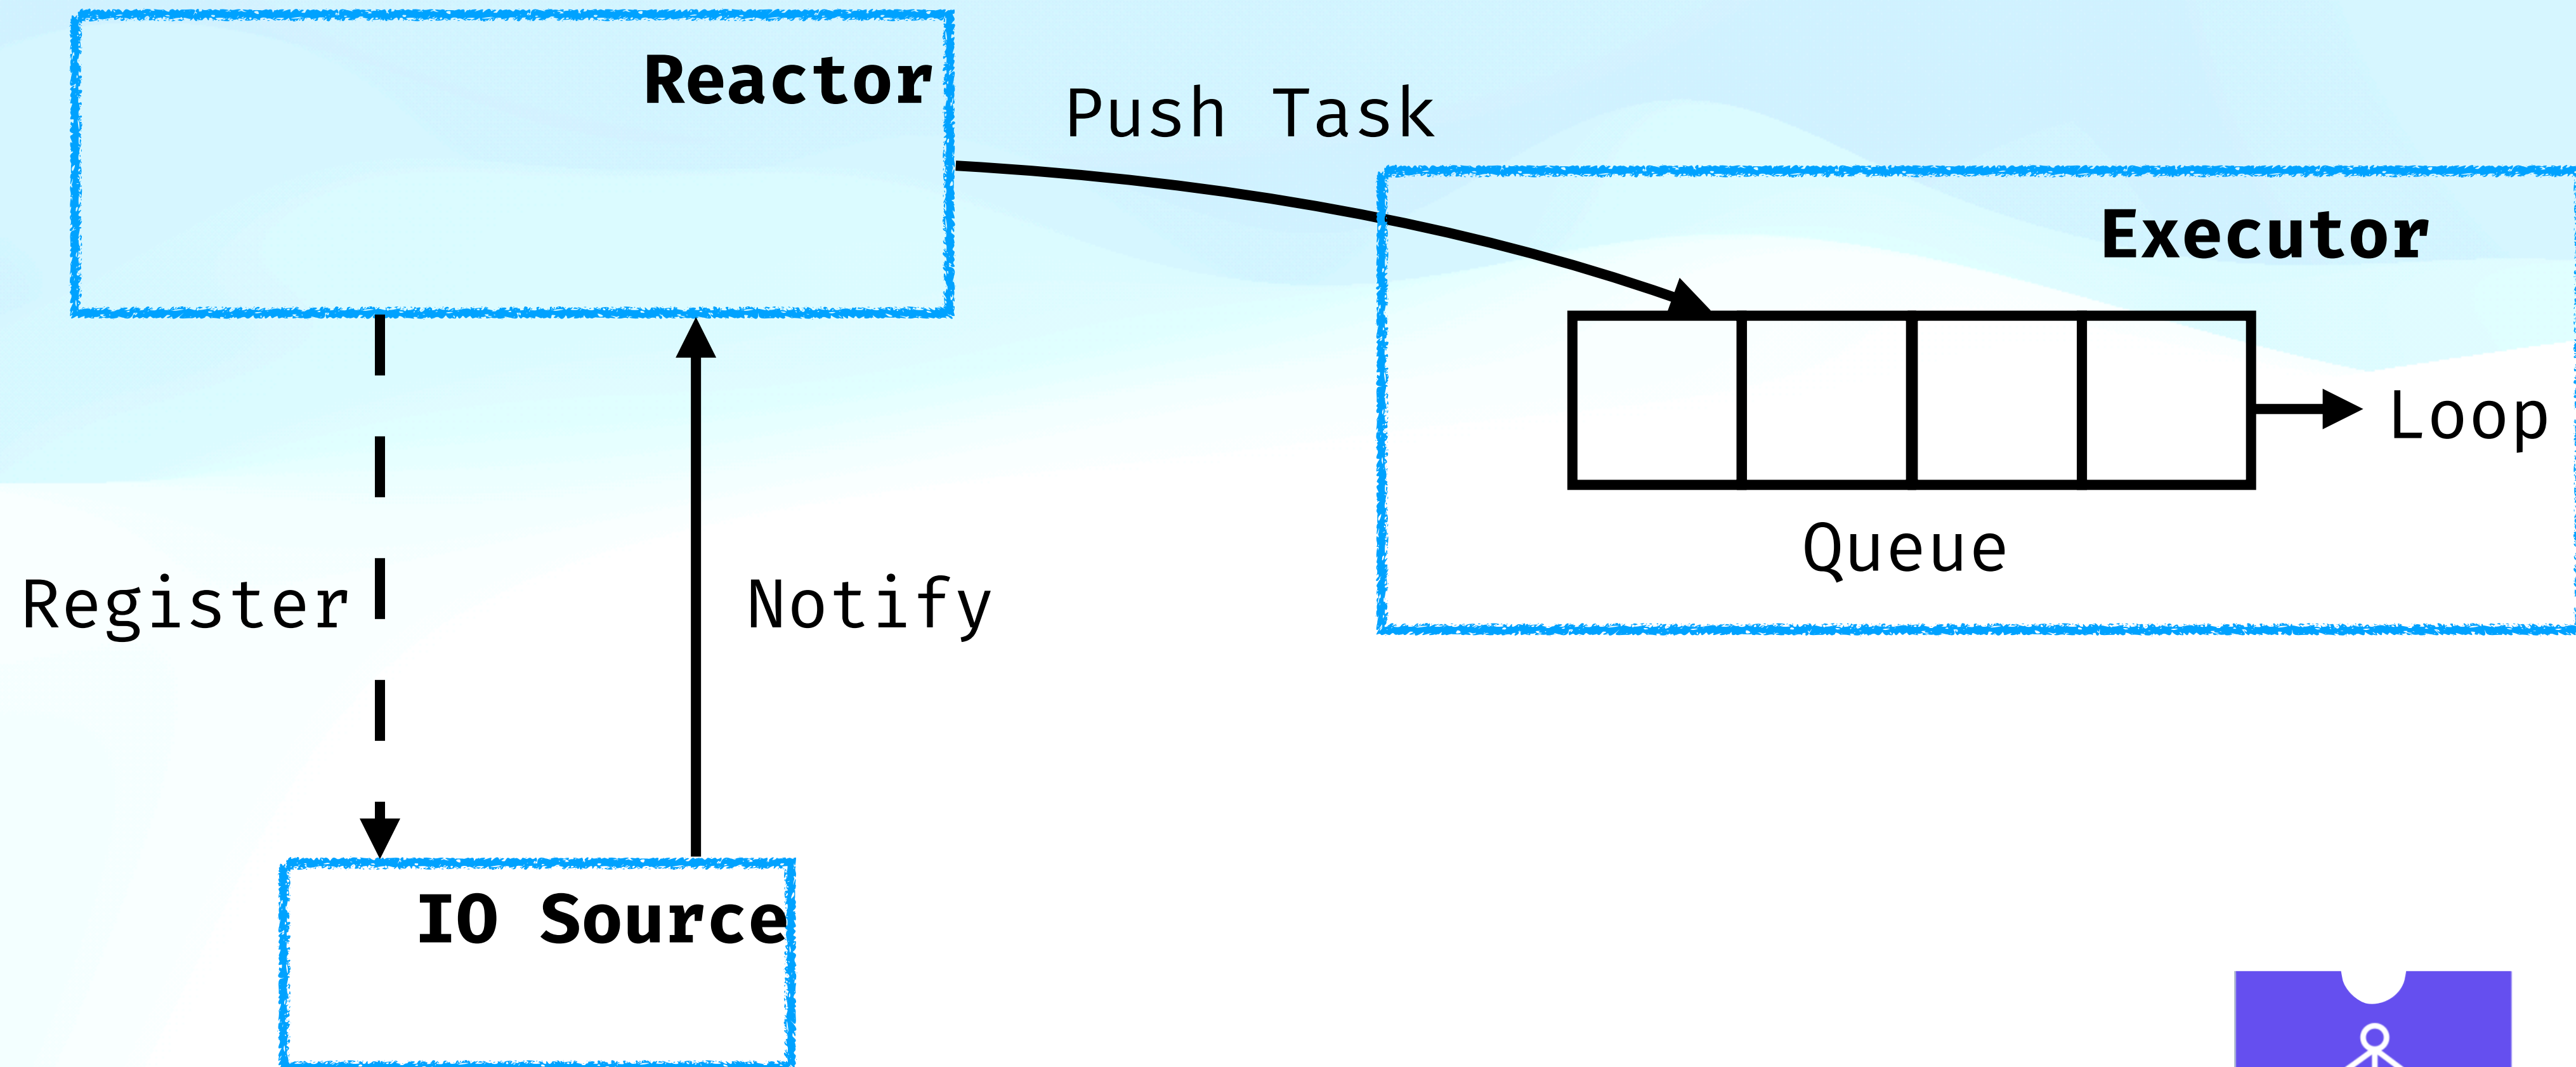 Reactor
Push Task
Executor
Loop
Queue
Register
Notify
IO Source